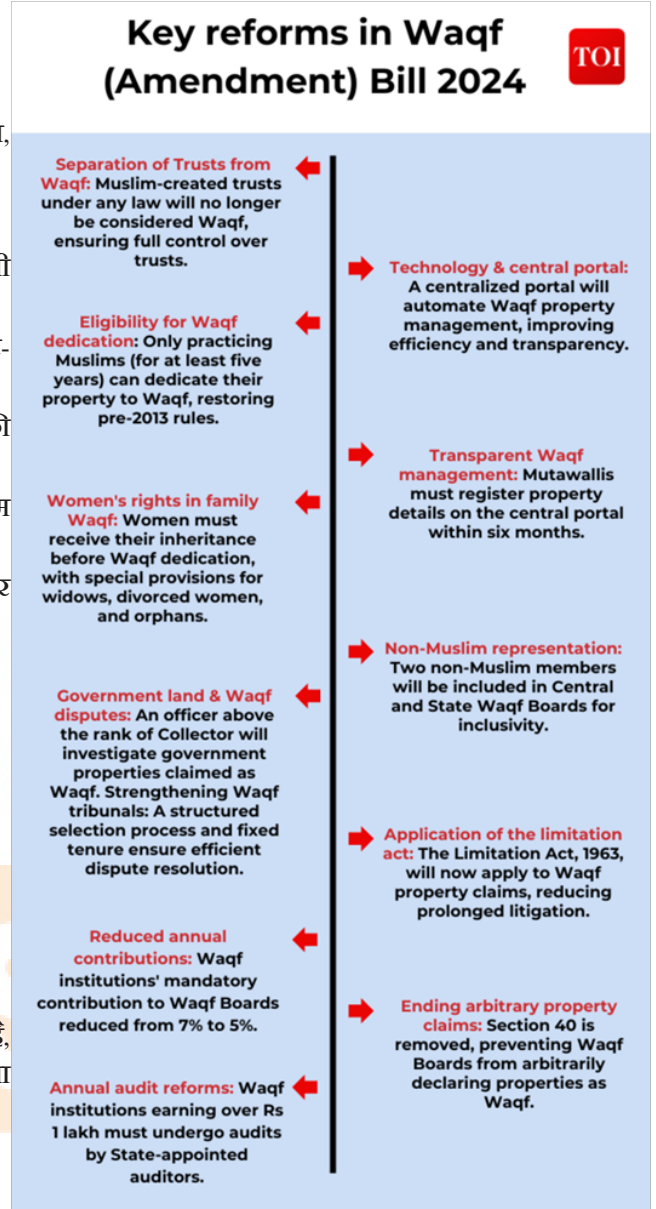 Key reforms in Waqf
(Amendment) Bill 2024
TOI
Separation of Trusts from
Waqf: Muslim-created trusts
under any law will no longer
be considered Waqf,
ensuring full control over
trusts.
Technology & central portal:
A centralized portal will
automate Waqf property
management, improving
efficiency and transparency.
Eligibility for Waqf
dedication: Only practicing
Muslims (for at least five
years) can dedicate their
property to Waqf, restoring
pre-2013 rules.
Transparent Waqf
management: Mutawallis
must register property
details on the central portal
within six months.
Women's rights in family
Waqf: Women must
receive their inheritance
before Waqf dedication,
with special provisions for
widows, divorced women,
and orphans.
Non-Muslim representation:
Two non-Muslim members
will be included in Central
and State Waqf Boards for
inclusivity.
Government land & Waqf
disputes: An officer above
the rank of Collector will
investigate government
properties claimed as
Waqf. Strengthening Waqf
tribunals: A structured
selection process and fixed
tenure ensure efficient
dispute resolution.
Application of the limitation
act: The Limitation Act, 1963,
will now apply to Waqf
property claims, reducing
prolonged litigation.
Reduced annual
contributions: Waqf
institutions' mandatory
contribution to Waqf Boards
reduced from 7% to 5%.
Ending arbitrary property
claims: Section 40 is
removed, preventing Waqf
Boards from arbitrarily
declaring properties as
Waqf.
Annual audit reforms: Waqf
institutions earning over Rs
1 lakh must undergo audits
by State-appointed
auditors.